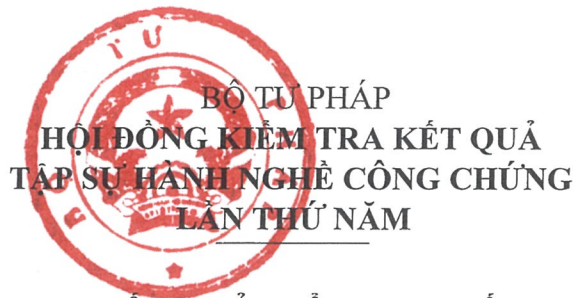 BỘ TƯ PHÁP
HỘI ĐỒNG KIỂM TRA KẾT QUẢ
TẬP SỰ HÀNH NGHỀ CÔNG CHỨNG
LẦN THỨ NĂM